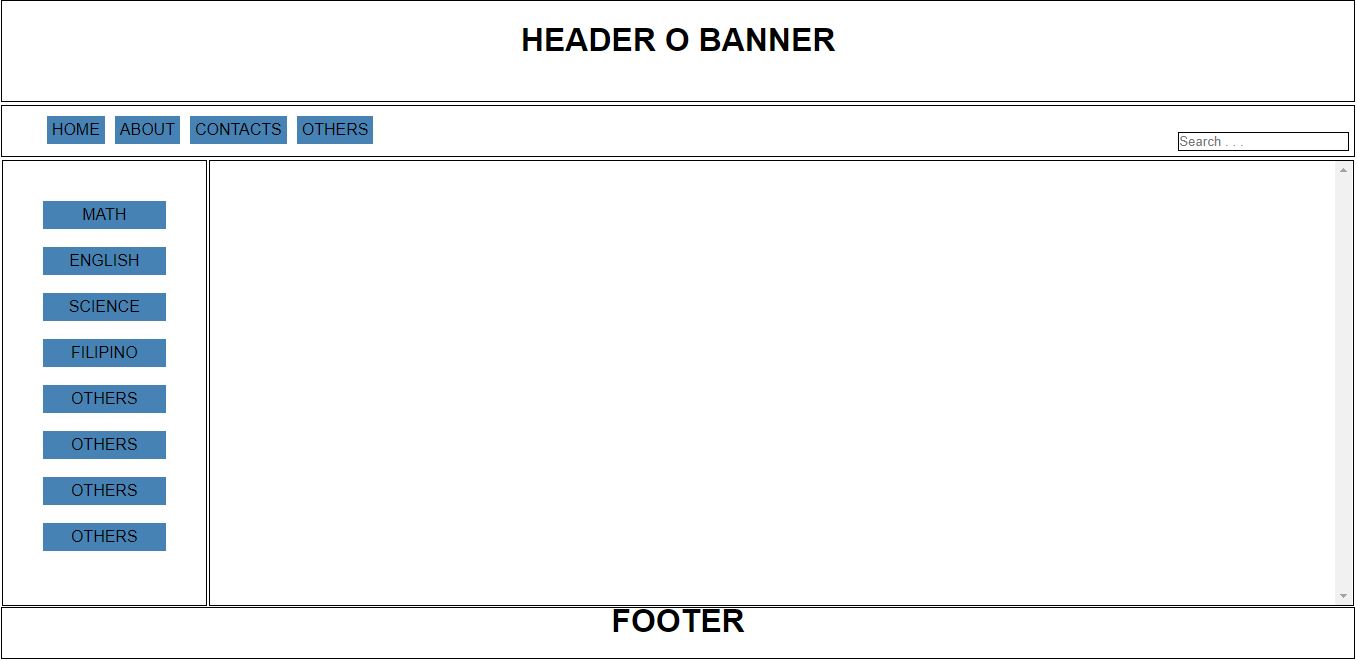 HEADER O BANNER
HOME ABOUT CONTACTS OTHERS
Search . . .
MATH
ENGLISH
SCIENCE
FILIPINO
OTHERS
OTHERS
OTHERS
OTHERS
FOOTER